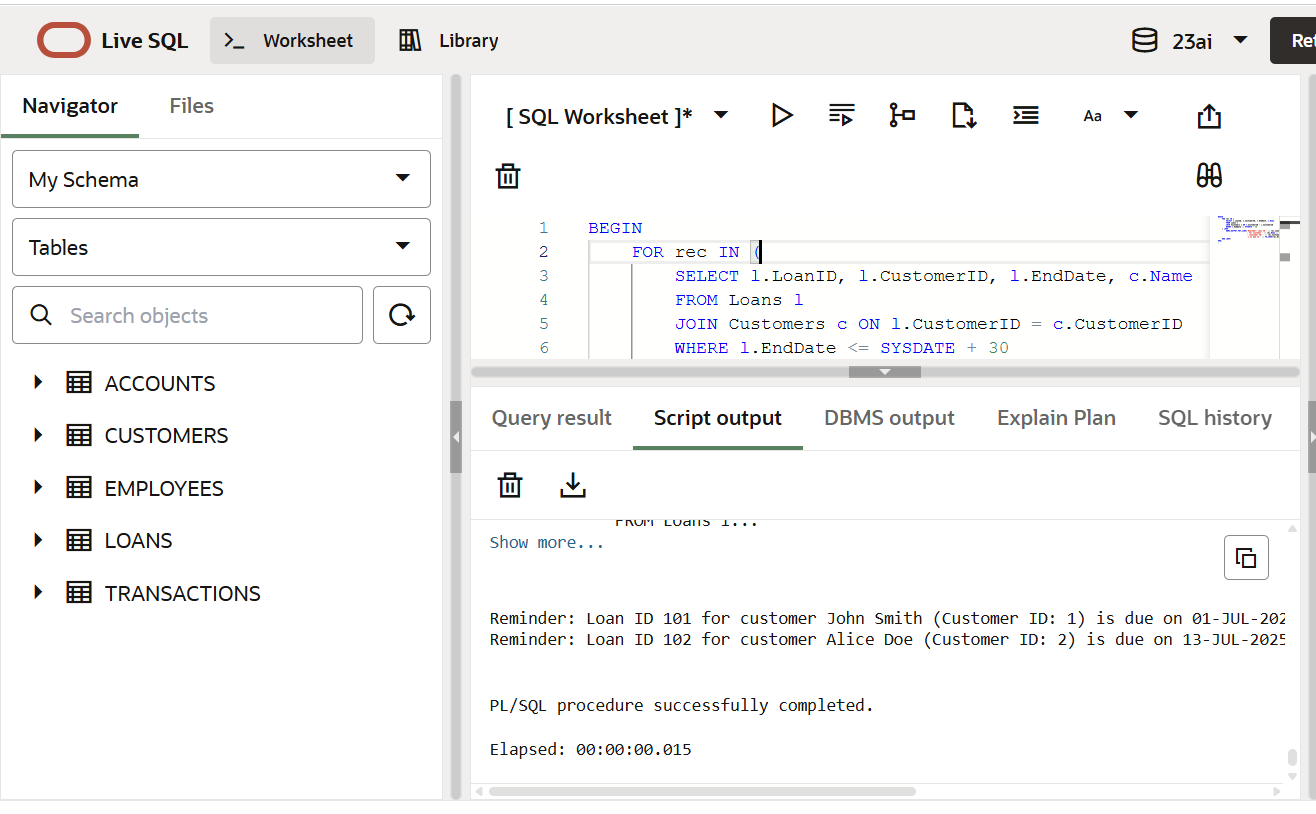 Live SQL
Worksheet
Library
23ai
Navigator
Files
My Schema
Tables
Search objects
ACCOUNTS
CUSTOMERS
EMPLOYEES
LOANS
TRANSACTIONS
[ SQL Worksheet ]*
Aa
1 BEGIN
2 FOR rec IN (
3 SELECT l.LoanID, l.CustomerID, l.EndDate, c.Name
4 FROM Loans l
5 JOIN Customers c ON l.CustomerID = c.CustomerID
6 WHERE l.EndDate <= SYSDATE + 30
Query result
Script output
DBMS output
Explain Plan
SQL history
FROM Loans l...
Show more...
Reminder: Loan ID 101 for customer John Smith (Customer ID: 1) is due on 01-JUL-202
Reminder: Loan ID 102 for customer Alice Doe (Customer ID: 2) is due on 13-JUL-2025
PL/SQL procedure successfully completed.
Elapsed: 00:00:00.015